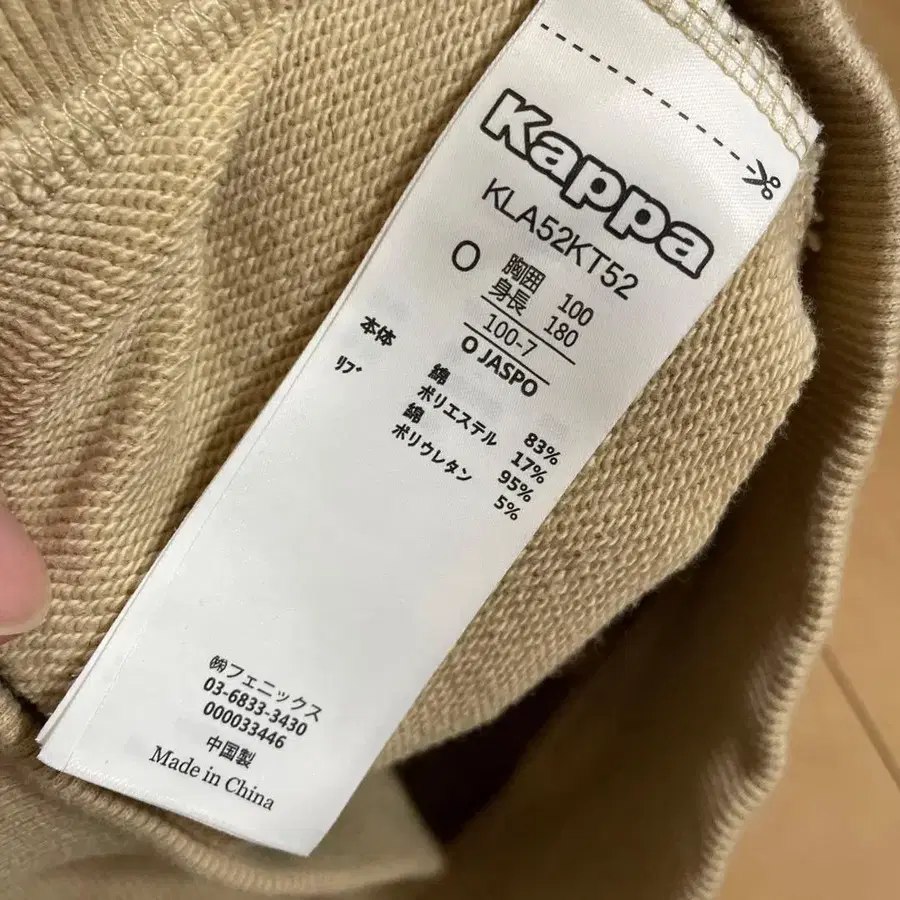 Kappa
KLA52KT52
O 胸囲 100
身長 180
100-7
O JASPO
本体 綿 83%
ポリエステル 17%
リブ 綿 95%
ポリウレタン 5%
㈱フェニックス
03-6833-3430
000033446
中国製
Made in China